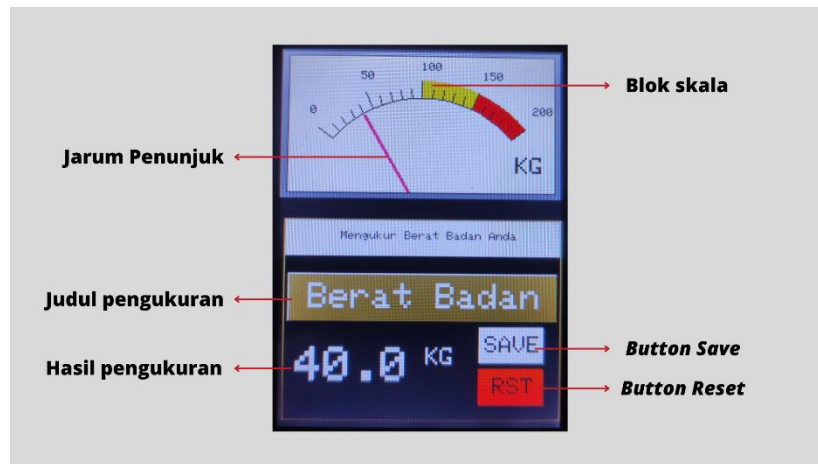 0
50
100
150
200
KG
Blok skala
Jarum Penunjuk
Mengukur Berat Badan Anda
Judul pengukuran
Berat Badan
Hasil pengukuran
40.0 KG
SAVE
Button Save
RST
Button Reset